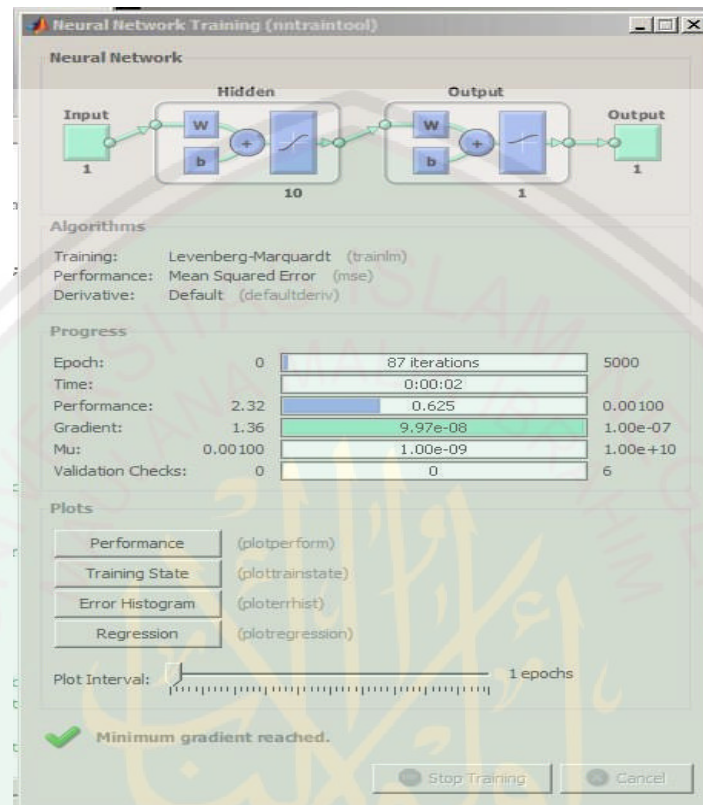 Neural Network Training (nntraintool)
Neural Network
Hidden
Output
Input
Output
W
b
+
W
b
+
1
10
1
1
Algorithms
Training: Levenberg-Marquardt (trainlm)
Performance: Mean Squared Error (mse)
Derivative: Default (defaultderiv)
Progress
Epoch: 0 87 iterations 5000
Time: 0:00:02
Performance: 2.32 0.625 0.00100
Gradient: 1.36 9.97e-08 1.00e-07
Mu: 0.00100 1.00e-09 1.00e+10
Validation Checks: 0 0 6
Plots
Performance (plotperform)
Training State (plottrainstate)
Error Histogram (ploterrhist)
Regression (plotregression)
Plot Interval: 1 epochs
Minimum gradient reached.
Stop Training Cancel